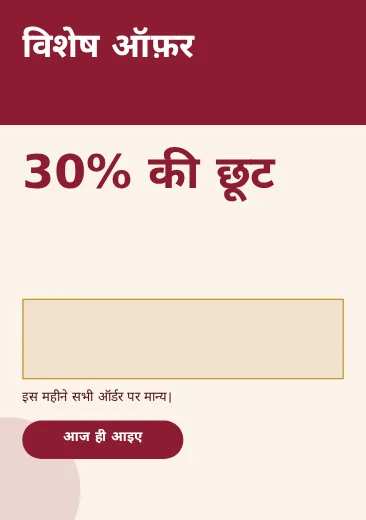 विशेष ऑफ़र
30% की छूट
इस महीने सभी ऑर्डर पर मान्य|
आज ही आइए